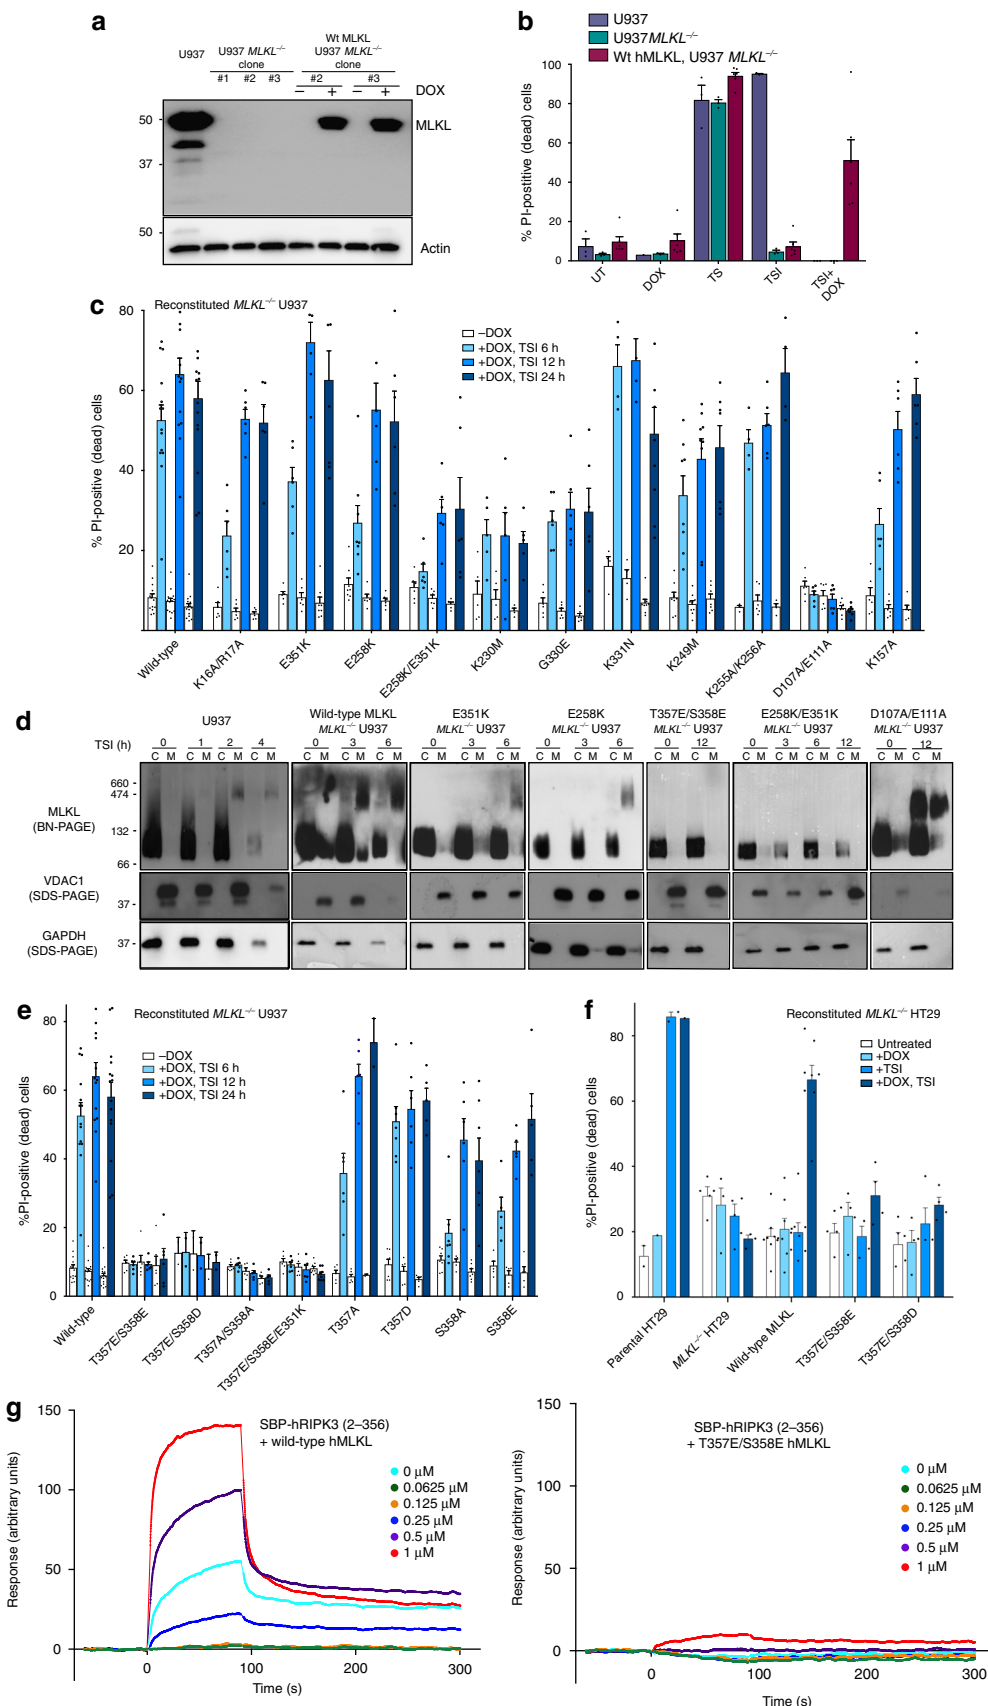 a
U937
U937 MLKL–/–
clone
#1 #2 #3
Wt MLKL
U937 MLKL–/–
clone
#2 #3
– + – + DOX
50
37
MLKL
50
Actin
b
U937
U937MLKL–/–
Wt hMLKL, U937 MLKL–/–
% PI-postitive (dead) cells
100
80
60
40
20
0
UT
DOX
TS
TSI
TSI+
DOX
c
Reconstituted MLKL–/– U937
–DOX
+DOX, TSI 6 h
+DOX, TSI 12 h
+DOX, TSI 24 h
% PI-positive (dead) cells
80
60
40
20
Wild-type
K16A/R17A
E351K
E258K
E258K/E351K
K230M
G330E
K331N
K249M
K255A/K256A
D107A/E111A
K157A
d
U937
Wild-type MLKL
MLKL–/– U937
E351K
MLKL–/– U937
E258K
MLKL–/– U937
T357E/S358E
MLKL–/– U937
E258K/E351K
MLKL–/– U937
D107A/E111A
MLKL–/– U937
TSI (h) 0 1 2 4 0 3 6 0 3 6 0 3 6 0 12 0 3 6 12 0 12
C M C M C M C M C M C M C M C M C M C M C M C M C M C M C M C M C M C M C M C M C M
660
474
132
66
MLKL
(BN-PAGE)
VDAC1
(SDS-PAGE)
37
GAPDH
(SDS-PAGE)
37
e
Reconstituted MLKL–/– U937
–DOX
+DOX, TSI 6 h
+DOX, TSI 12 h
+DOX, TSI 24 h
%PI-positive (dead) cells
80
60
40
20
0
Wild-type
T357E/S358E
T357E/S358D
T357A/S358A
T357E/S358E/E351K
T357A
T357D
S358A
S358E
f
Reconstituted MLKL–/– HT29
Untreated
+DOX
+TSI
+DOX, TSI
%PI-positive (dead) cells
80
60
40
20
0
Parental HT29
MLKL–/– HT29
Wild-type MLKL
T357E/S358E
T357E/S358D
g
SBP-hRIPK3 (2–356)
+ wild-type hMLKL
0 µM
0.0625 µM
0.125 µM
0.25 µM
0.5 µM
1 µM
Response (arbitrary units)
150
100
50
0
0 100 200 300
Time (s)
SBP-hRIPK3 (2–356)
+ T357E/S358E hMLKL
0 µM
0.0625 µM
0.125 µM
0.25 µM
0.5 µM
1 µM
Response (arbitrary units)
150
100
50
0
0 100 200 300
Time (s)